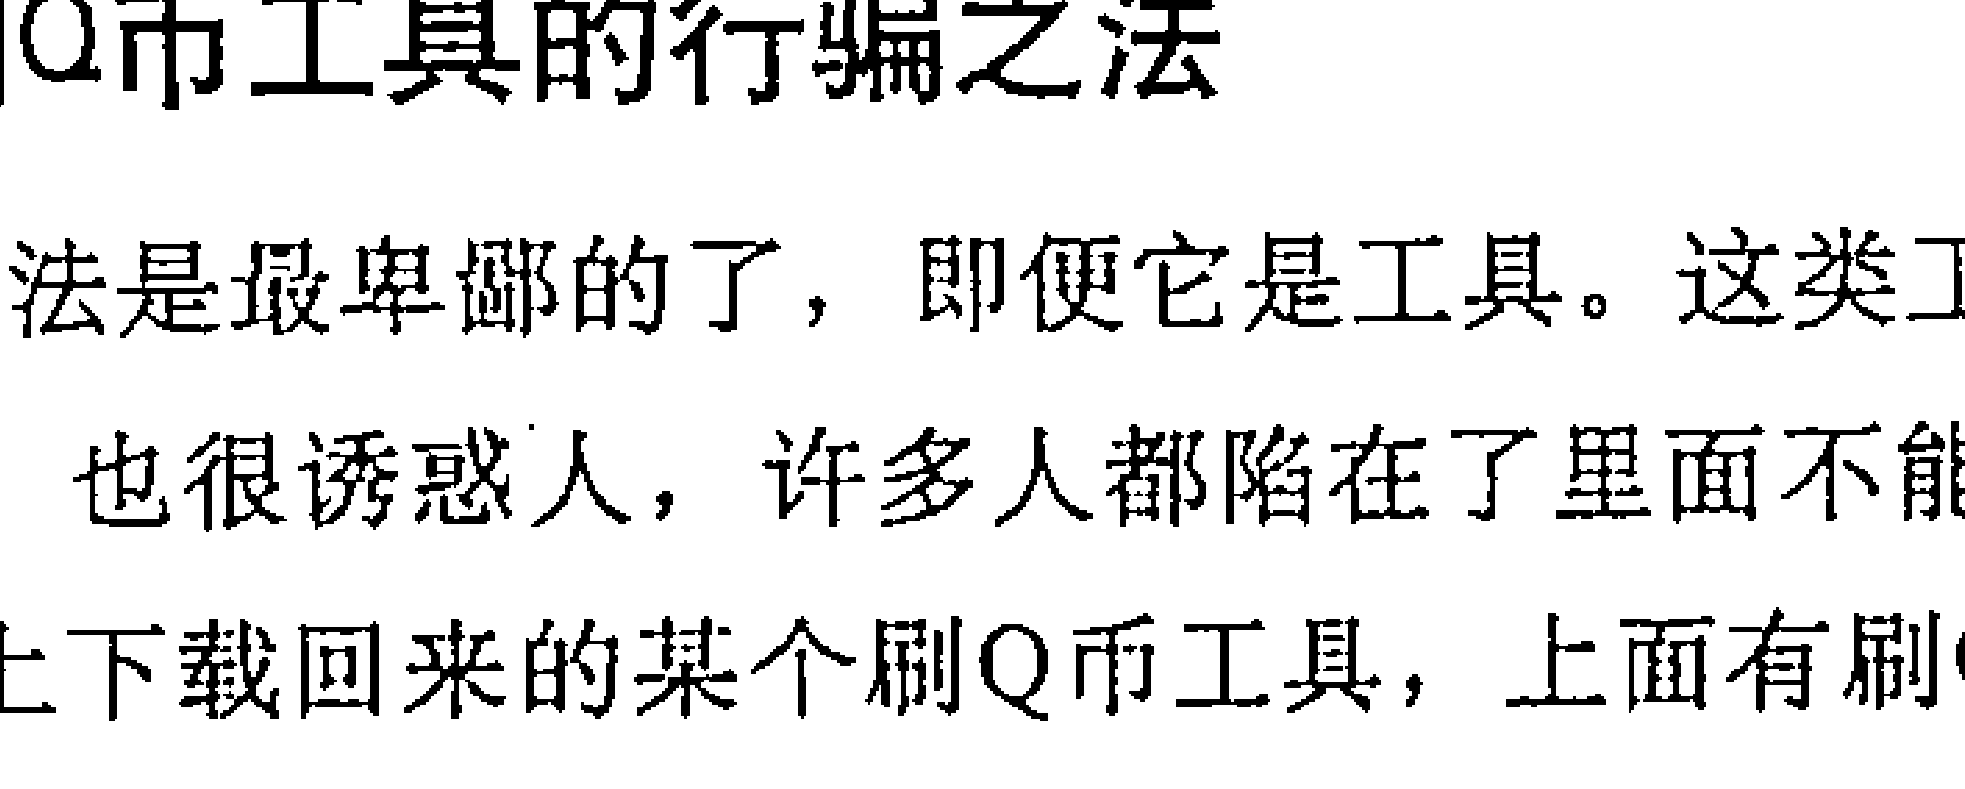 Q币工具的行骗之法
法是最卑鄙的了，即便它是工具。这类工
也很诱惑人，许多人都陷在了里面不能
上下载回来的某个刷Q币工具，上面有刷